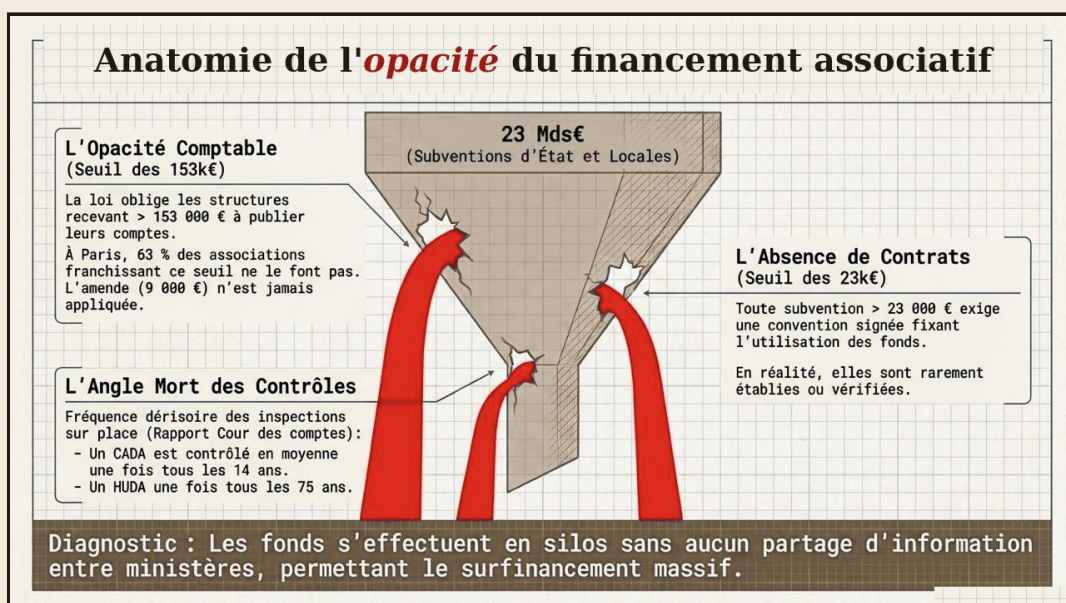 Anatomie de l'opacité du financement associatif
L'Opacité Comptable
(Seuil des 153k€)
La loi oblige les structures
recevant > 153 000 € à publier
leurs comptes.
À Paris, 63 % des associations
franchissant ce seuil ne le font pas.
L'amende (9 000 €) n'est jamais
appliquée.
23 Mds€
(Subventions d'État et Locales)
L'Absence de Contrats
(Seuil des 23k€)
Toute subvention > 23 000 € exige
une convention signée fixant
l'utilisation des fonds.
En réalité, elles sont rarement
établies ou vérifiées.
L'Angle Mort des Contrôles
Fréquence dérisoire des inspections
sur place (Rapport Cour des comptes):
- Un CADA est contrôlé en moyenne
une fois tous les 14 ans.
- Un HUDA une fois tous les 75 ans.
Diagnostic : Les fonds s'effectuent en silos sans aucun partage d'information
entre ministères, permettant le surfinancement massif.